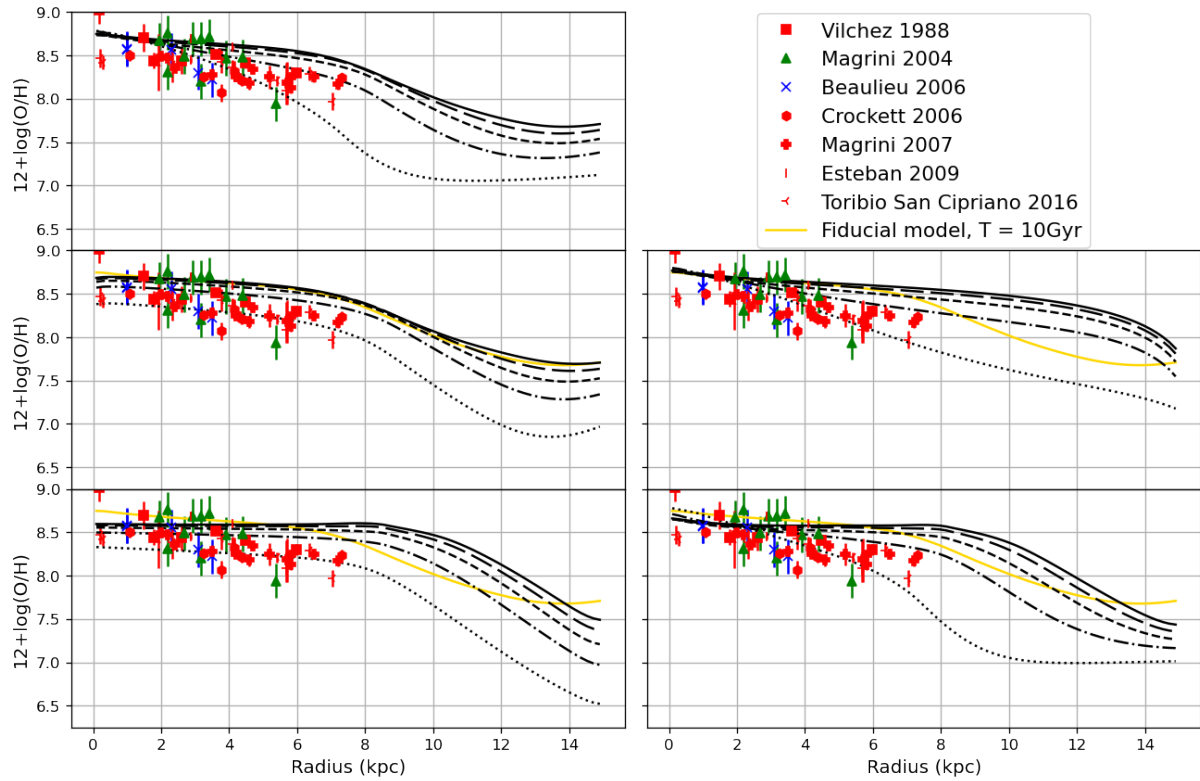 9.0
8.5
8.0
7.5
7.0
6.5
12+log(O/H)
Vilchez 1988
Magrini 2004
Beaulieu 2006
Crockett 2006
Magrini 2007
Esteban 2009
Toribio San Cipriano 2016
Fiducial model, T = 10Gyr
9.0
8.5
8.0
7.5
7.0
6.5
12+log(O/H)
9.0
8.5
8.0
7.5
7.0
6.5
12+log(O/H)
0 2 4 6 8 10 12 14
Radius (kpc)
0 2 4 6 8 10 12 14
Radius (kpc)